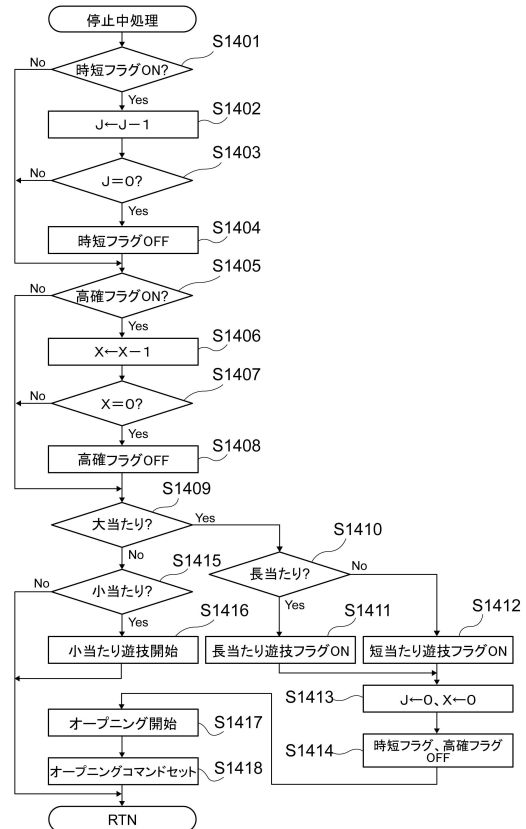 停止中処理
S1401
時短フラグON?
No
Yes
S1402
J←J－1
S1403
J＝0?
No
Yes
S1404
時短フラグOFF
S1405
高確フラグON?
No
Yes
S1406
X←X－1
S1407
X＝0?
No
Yes
S1408
高確フラグOFF
S1409
大当たり?
Yes
No
S1410
長当たり?
No
Yes
S1415
小当たり?
No
Yes
S1416
小当たり遊技開始
S1411
長当たり遊技フラグON
S1412
短当たり遊技フラグON
S1413
J←0、X←0
S1414
時短フラグ、高確フラグ
OFF
オープニング開始
S1417
オープニングコマンドセット
S1418
RTN